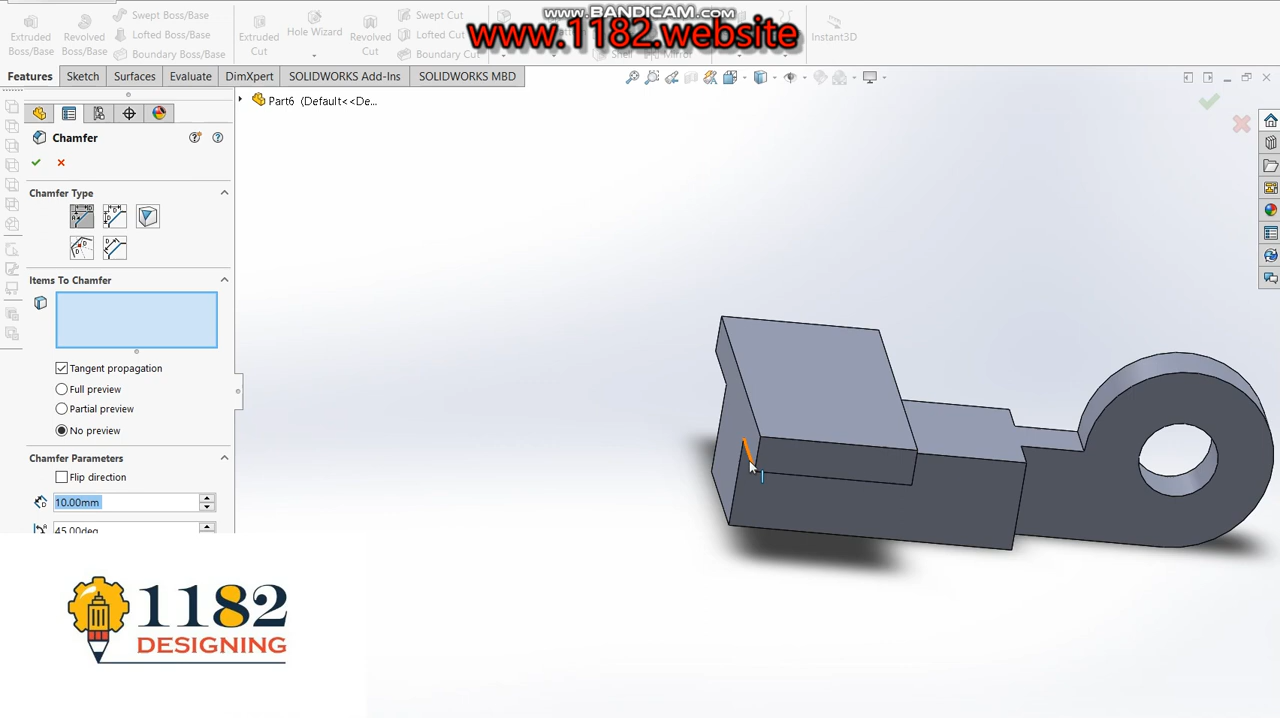 www.BANDICAM.com
www.1182.website
Extruded Boss/Base
Revolved Boss/Base
Swept Boss/Base
Lofted Boss/Base
Boundary Boss/Base
Extruded Cut
Hole Wizard
Revolved Cut
Swept Cut
Lofted Cut
Boundary Cut
Shell
Mirror
Instant3D
Features
Sketch
Surfaces
Evaluate
DimXpert
SOLIDWORKS Add-Ins
SOLIDWORKS MBD
Part6 (Default<<De...
Chamfer
Chamfer Type
Items To Chamfer
Tangent propagation
Full preview
Partial preview
No preview
Chamfer Parameters
Flip direction
10.00mm
45.00deg
1182
DESIGNING